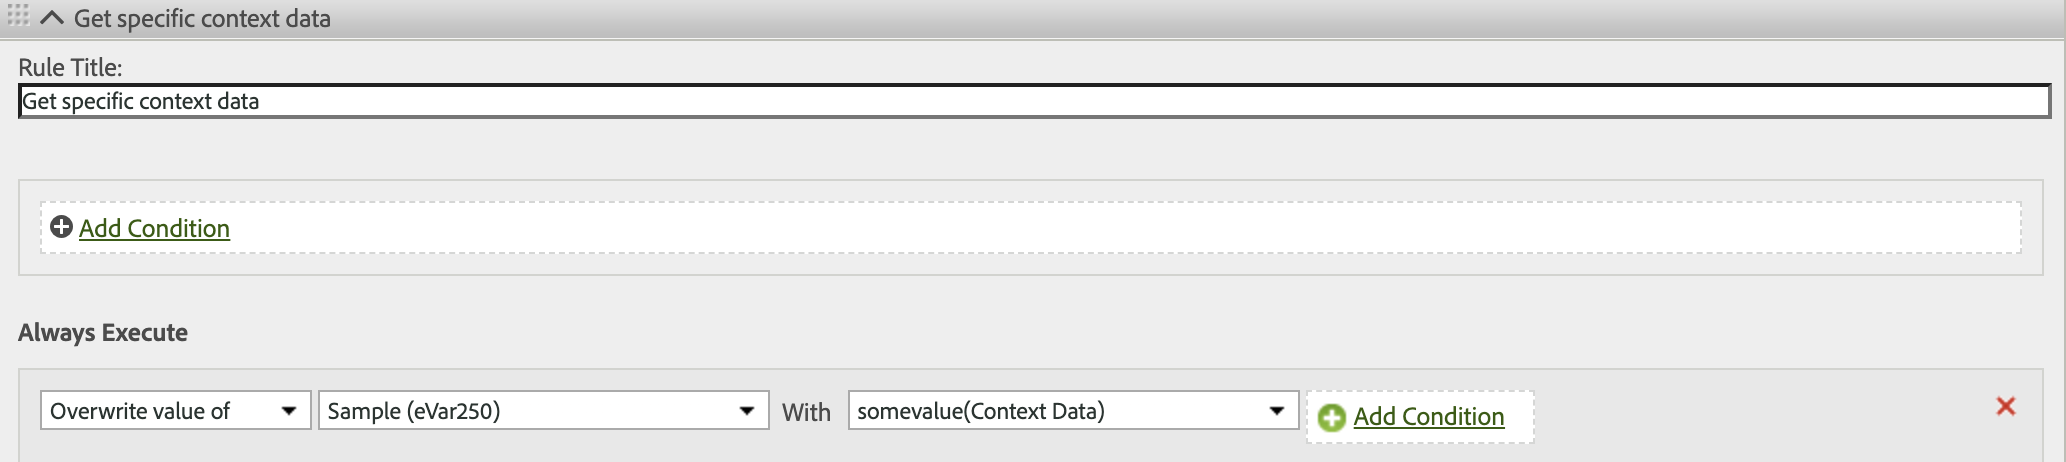 Get specific context data
Rule Title:
Get specific context data
Add Condition
Always Execute
Overwrite value of Sample (eVar250) With somevalue(Context Data) Add Condition